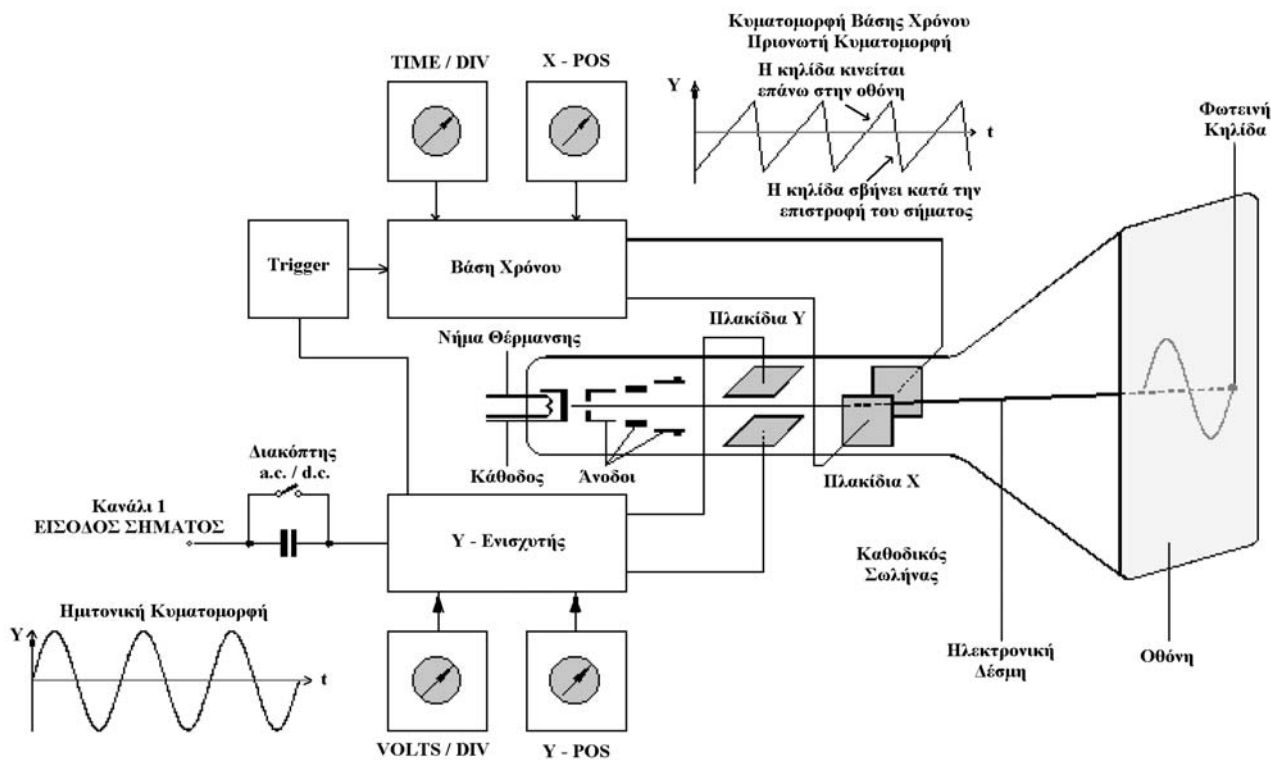 Κυματομορφή Βάσης Χρόνου
Πριονωτή Κυματομορφή
TIME / DIV
X - POS
Η κηλίδα κινείται
επάνω στην οθόνη
Y
t
Φωτεινή
Κηλίδα
Η κηλίδα σβήνει κατά την
επιστροφή του σήματος
Trigger
Βάση Χρόνου
Πλακίδια Υ
Νήμα Θέρμανσης
Κάθοδος
Άνοδοι
Πλακίδια Χ
Διακόπτης
a.c. / d.c.
Κανάλι 1
ΕΙΣΟΔΟΣ ΣΗΜΑΤΟΣ
Υ - Ενισχυτής
Καθοδικός
Σωλήνας
Ημιτονική Κυματομορφή
Y
t
Ηλεκτρονική
Δέσμη
Οθόνη
VOLTS / DIV
Y - POS